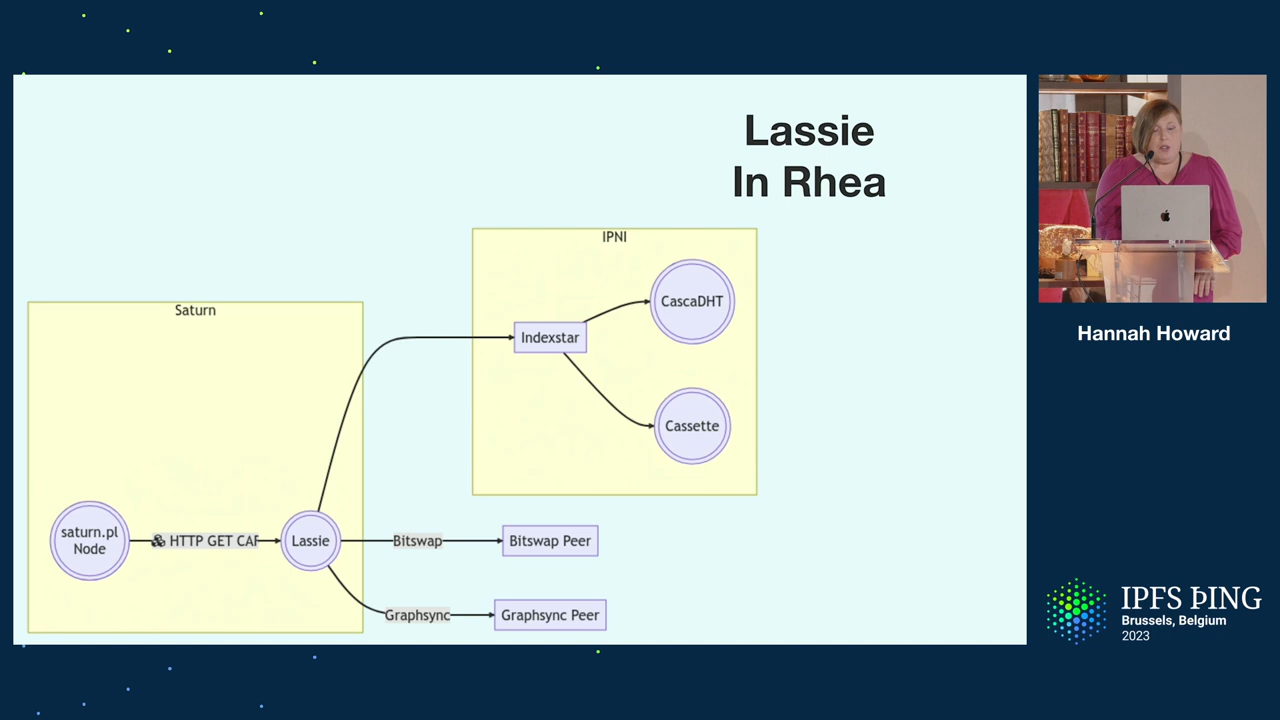 Lassie
In Rhea
IPNI
CascaDHT
Saturn
Indexstar
Cassette
saturn.pl
Node
HTTP GET CAR
Lassie
Bitswap
Bitswap Peer
Graphsync
Graphsync Peer
Hannah Howard
IPFS ÞING
Brussels, Belgium
2023